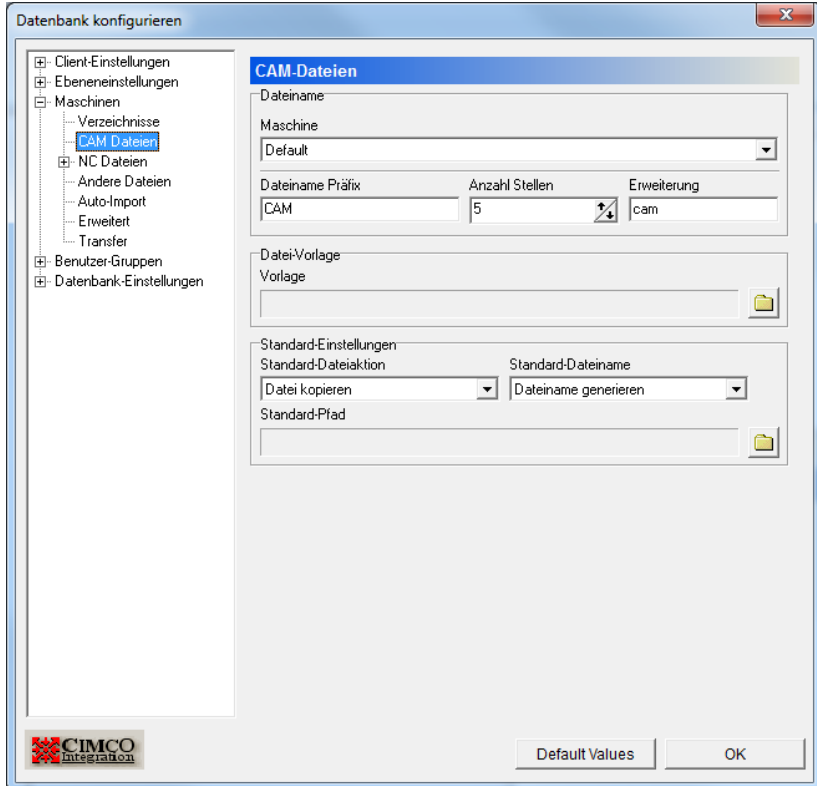 Datenbank konfigurieren
Client-Einstellungen
Ebeneneinstellungen
Maschinen
Verzeichnisse
CAM Dateien
NC Dateien
Andere Dateien
Auto-Import
Erweitert
Transfer
Benutzer-Gruppen
Datenbank-Einstellungen
CAM-Dateien
Dateiname
Maschine
Default
Dateiname Präfix Anzahl Stellen Erweiterung
CAM 5 cam
Datei-Vorlage
Vorlage
Standard-Einstellungen
Standard-Dateiaktion Standard-Dateiname
Datei kopieren Dateiname generieren
Standard-Pfad
CIMCO
Integration
Default Values OK